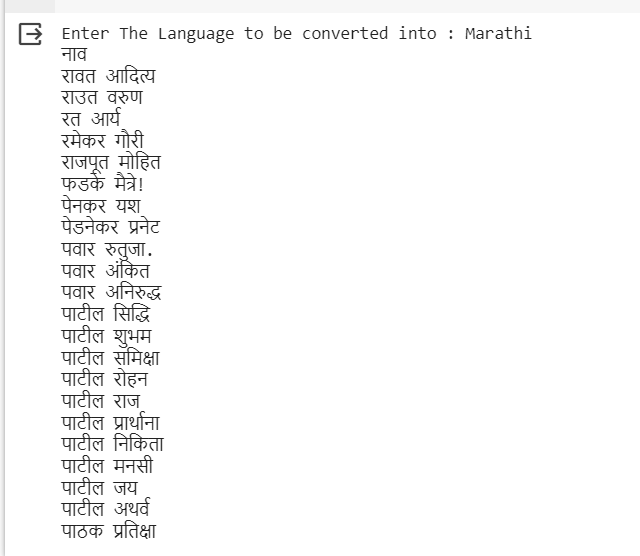 Enter The Language to be converted into : Marathi
नाव
रावत आदित्य
राउत वरुण
रत आर्य
रमेकर गौरी
राजपूत मोहित
फडके मैत्रे!
पेनकर यश
पेडनेकर प्रनेट
पवार रुतुजा.
पवार अंकित
पवार अनिरुद्ध
पाटील सिद्धि
पाटील शुभम
पाटील समिक्षा
पाटील रोहन
पाटील राज
पाटील प्रार्थाना
पाटील निकिता
पाटील मनसी
पाटील जय
पाटील अथर्व
पाठक प्रतिक्षा